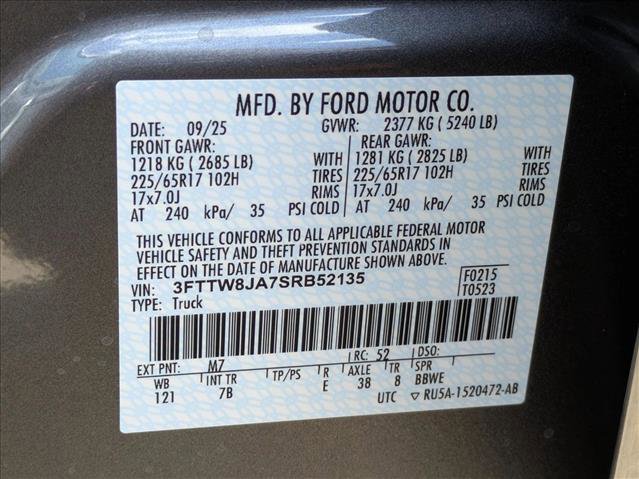 MFD. BY FORD MOTOR CO.
DATE: 09/25 GVWR: 2377 KG ( 5240 LB)
FRONT GAWR: REAR GAWR:
1218 KG ( 2685 LB) WITH 1281 KG ( 2825 LB) WITH
225/65R17 102H TIRES 225/65R17 102H TIRES
17x7.0J RIMS 17x7.0J RIMS
AT 240 kPa/ 35 PSI COLD AT 240 kPa/ 35 PSI COLD
THIS VEHICLE CONFORMS TO ALL APPLICABLE FEDERAL MOTOR
VEHICLE SAFETY AND THEFT PREVENTION STANDARDS IN
EFFECT ON THE DATE OF MANUFACTURE SHOWN ABOVE.
VIN: 3FTTW8JA7SRB52135 F0215
TYPE: Truck T0523
EXT PNT: M7 RC: 52 DSO:
WB INT TR TP/PS R AXLE TR SPR
121 7B E 38 8 BBWE
UTC ▽ RU5A-1520472-AB